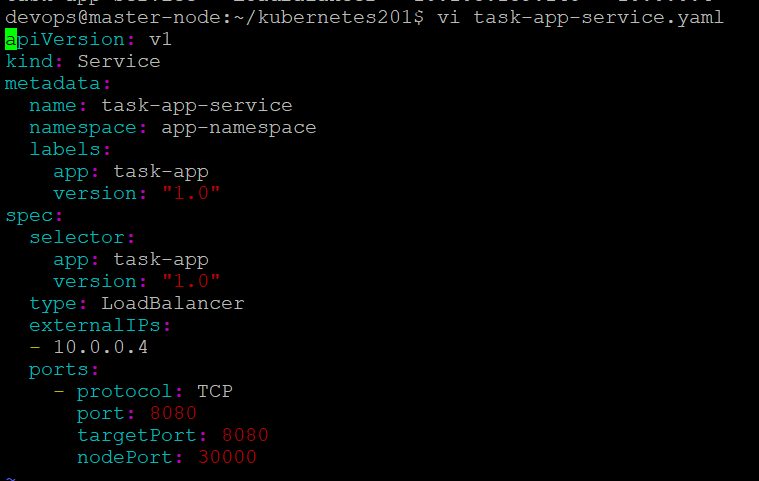 devops@master-node:~/kubernetes201$ vi task-app-service.yaml
apiVersion: v1
kind: Service
metadata:
  name: task-app-service
  namespace: app-namespace
  labels:
    app: task-app
    version: "1.0"
spec:
  selector:
    app: task-app
    version: "1.0"
  type: LoadBalancer
  externalIPs:
  - 10.0.0.4
  ports:
    - protocol: TCP
      port: 8080
      targetPort: 8080
      nodePort: 30000
~